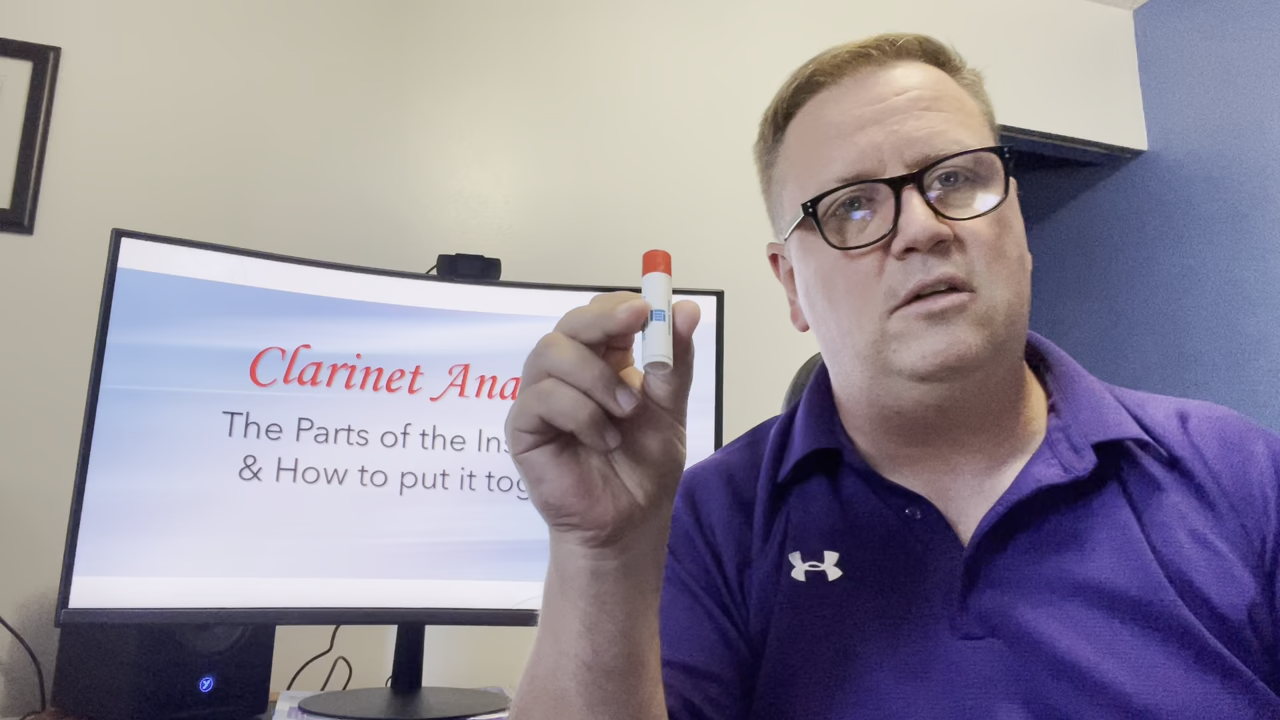 Clarinet Ana
The Parts of the Ins
& How to put it tog